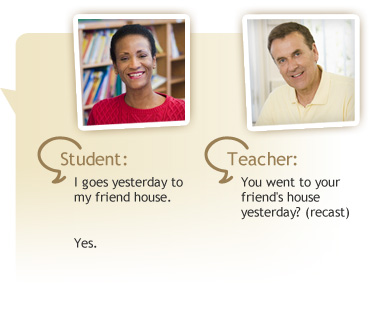 Student:
I goes yesterday to
my friend house.
Yes.
Teacher:
You went to your
friend's house
yesterday? (recast)